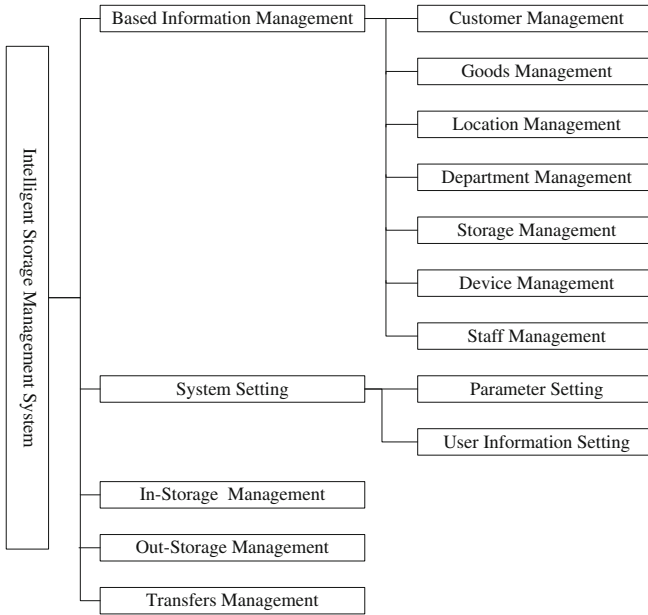 Intelligent Storage Management System
Based Information Management
Customer Management
Goods Management
Location Management
Department Management
Storage Management
Device Management
Staff Management
System Setting
Parameter Setting
User Information Setting
In-Storage Management
Out-Storage Management
Transfers Management